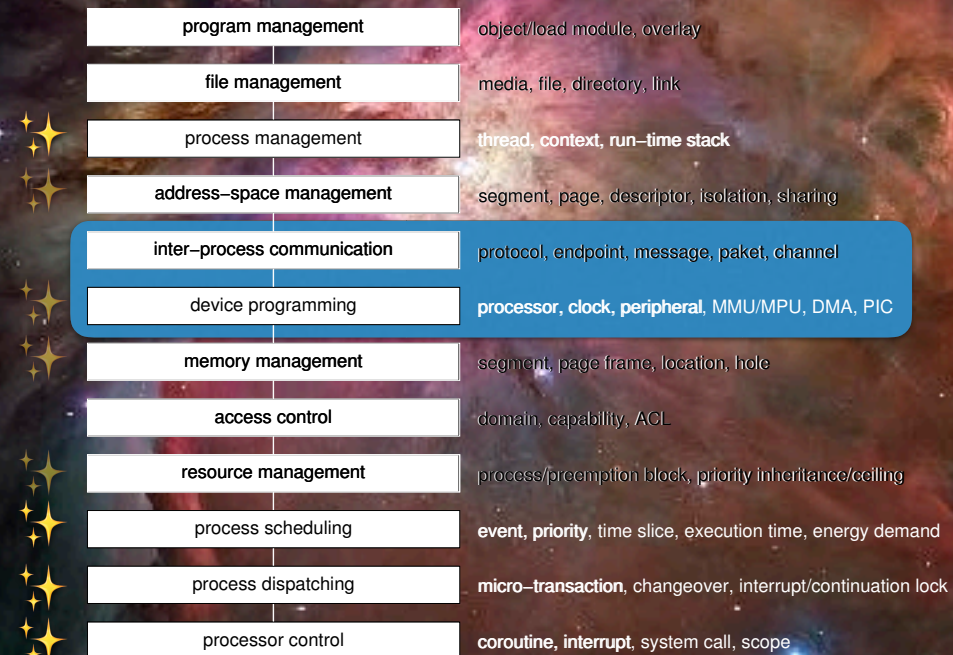 program management object/load module, overlay
file management media, file, directory, link
process management thread, context, run−time stack
address−space management segment, page, descriptor, isolation, sharing
inter−process communication protocol, endpoint, message, paket, channel
device programming processor, clock, peripheral, MMU/MPU, DMA, PIC
memory management segment, page frame, location, hole
access control domain, capability, ACL
resource management process/preemption block, priority inheritance/ceiling
process scheduling event, priority, time slice, execution time, energy demand
process dispatching micro−transaction, changeover, interrupt/continuation lock
processor control coroutine, interrupt, system call, scope